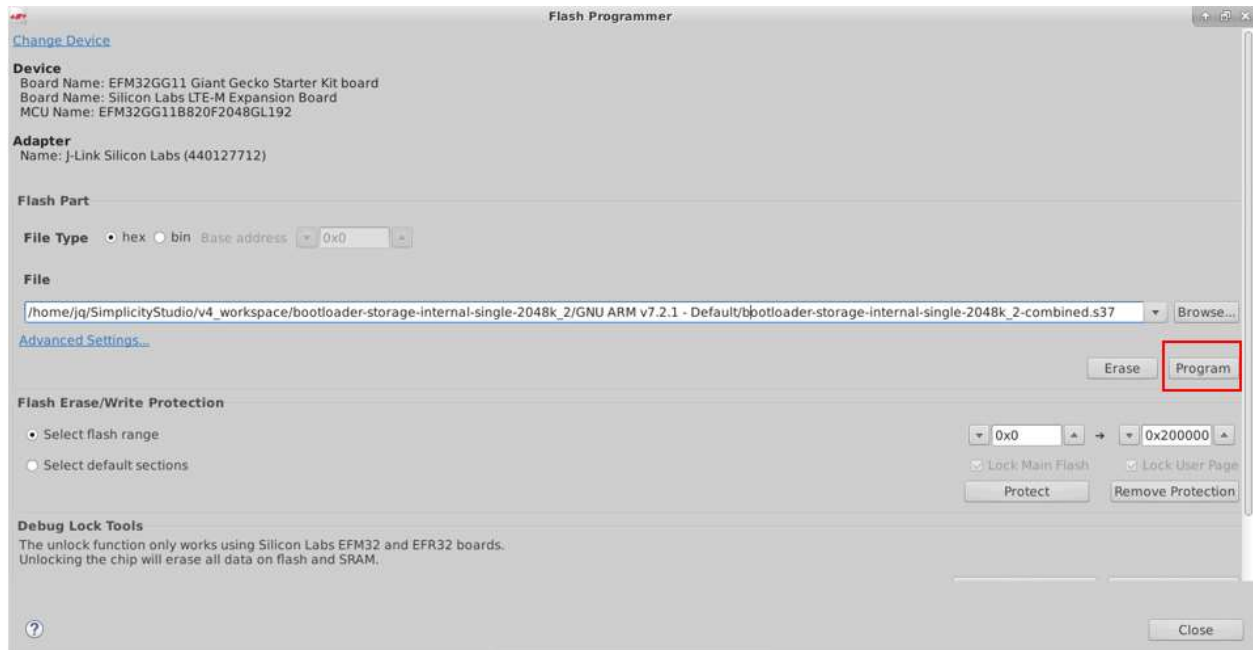 Flash Programmer
Change Device
Device
Board Name: EFM32GG11 Giant Gecko Starter Kit board
Board Name: Silicon Labs LTE-M Expansion Board
MCU Name: EFM32GG11B820F2048GL192
Adapter
Name: J-Link Silicon Labs (440127712)
Flash Part
File Type hex bin Base address 0x0
File
/home/jq/SimplicityStudio/v4_workspace/bootloader-storage-internal-single-2048k_2/GNU ARM v7.2.1 - Default/bootloader-storage-internal-single-2048k_2-combined.s37 Browse...
Advanced Settings...
Erase Program
Flash Erase/Write Protection
Select flash range 0x0 → 0x200000
Select default sections Lock Main Flash Lock User Page
Protect Remove Protection
Debug Lock Tools
The unlock function only works using Silicon Labs EFM32 and EFR32 boards.
Unlocking the chip will erase all data on flash and SRAM.
? Close